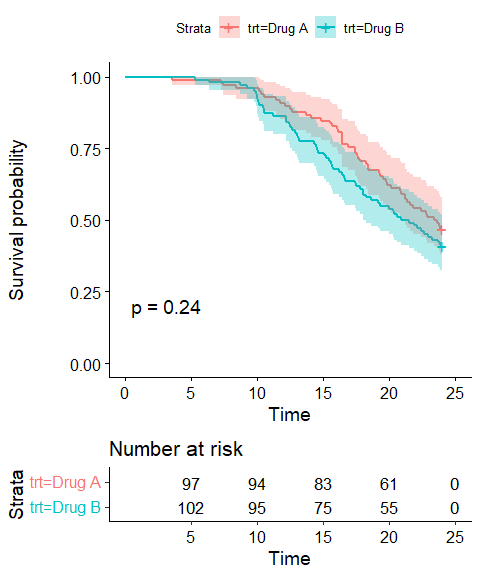 Strata trt=Drug A trt=Drug B
1.00
0.75
0.50
0.25
0.00
Survival probability
p = 0.24
0 5 10 15 20 25
Time
Number at risk
Strata
trt=Drug A 97 94 83 61 0
trt=Drug B 102 95 75 55 0
5 10 15 20 25
Time